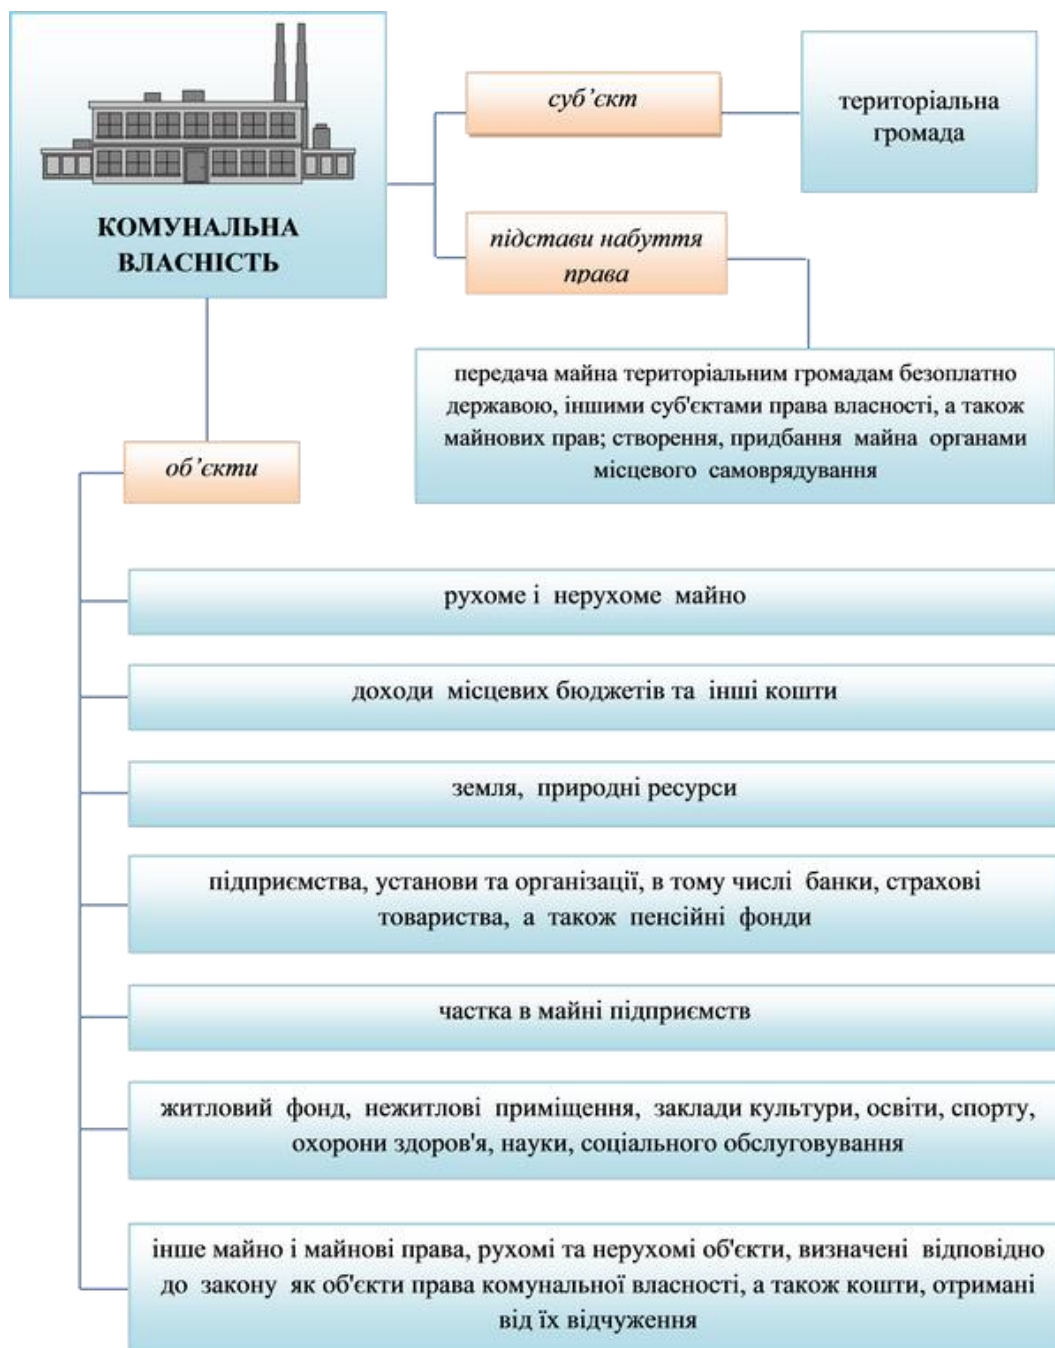 КОМУНАЛЬНА
ВЛАСНІСТЬ
суб’єкт
територіальна
громада
підстави набуття
права
передача майна територіальним громадам безоплатно
державою, іншими суб'єктами права власності, а також
майнових прав; створення, придбання майна органами
місцевого самоврядування
об’єкти
рухоме і нерухоме майно
доходи місцевих бюджетів та інші кошти
земля, природні ресурси
підприємства, установи та організації, в тому числі банки, страхові
товариства, а також пенсійні фонди
частка в майні підприємств
житловий фонд, нежитлові приміщення, заклади культури, освіти, спорту,
охорони здоров'я, науки, соціального обслуговування
інше майно і майнові права, рухомі та нерухомі об'єкти, визначені відповідно
до закону як об'єкти права комунальної власності, а також кошти, отримані
від їх відчуження